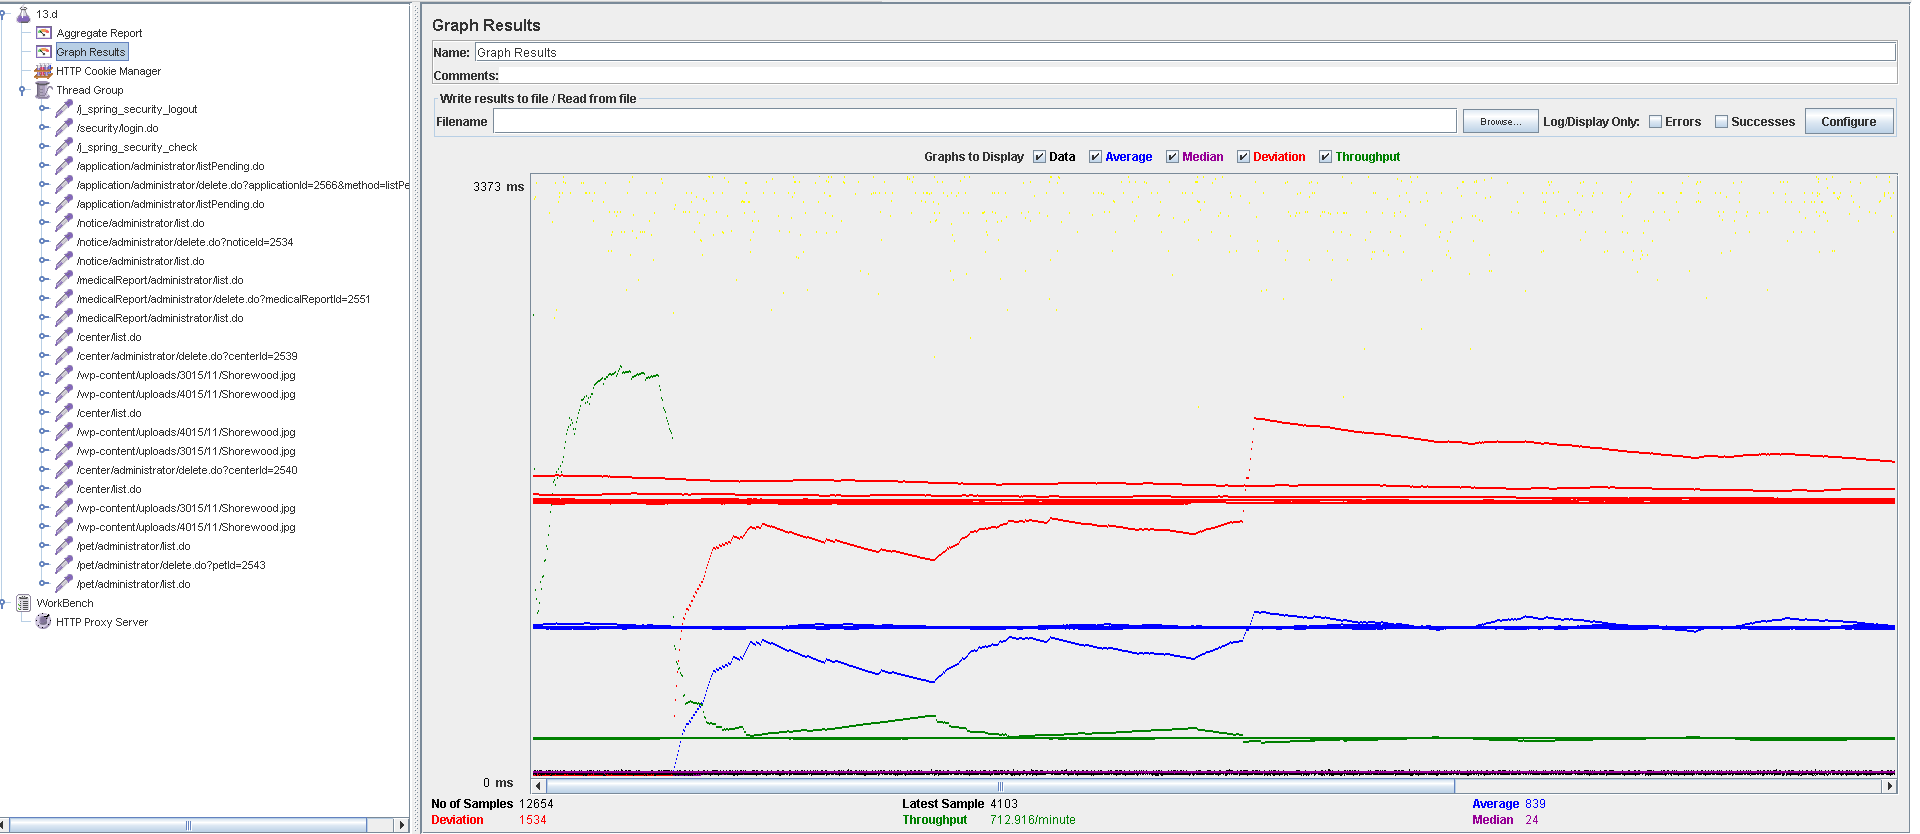 13.d
Aggregate Report
Graph Results
HTTP Cookie Manager
Thread Group
/j_spring_security_logout
/security/login.do
/j_spring_security_check
/application/administrator/listPending.do
/application/administrator/delete.do?applicationId=2566&method=listPe
/application/administrator/listPending.do
/notice/administrator/list.do
/notice/administrator/delete.do?noticeId=2534
/notice/administrator/list.do
/medicalReport/administrator/list.do
/medicalReport/administrator/delete.do?medicalReportId=2551
/medicalReport/administrator/list.do
/center/list.do
/center/administrator/delete.do?centerId=2539
/wp-content/uploads/3015/11/Shorewood.jpg
/wp-content/uploads/4015/11/Shorewood.jpg
/center/list.do
/wp-content/uploads/4015/11/Shorewood.jpg
/wp-content/uploads/3015/11/Shorewood.jpg
/center/administrator/delete.do?centerId=2540
/center/list.do
/wp-content/uploads/3015/11/Shorewood.jpg
/wp-content/uploads/4015/11/Shorewood.jpg
/pet/administrator/list.do
/pet/administrator/delete.do?petId=2543
/pet/administrator/list.do
WorkBench
HTTP Proxy Server
Graph Results
Name: Graph Results
Comments:
Write results to file / Read from file
Filename Browse... Log/Display Only: Errors Successes Configure
Graphs to Display Data Average Median Deviation Throughput
3373 ms
0 ms
No of Samples 12654 Latest Sample 4103 Average 839
Deviation 1534 Throughput 712.916/minute Median 24